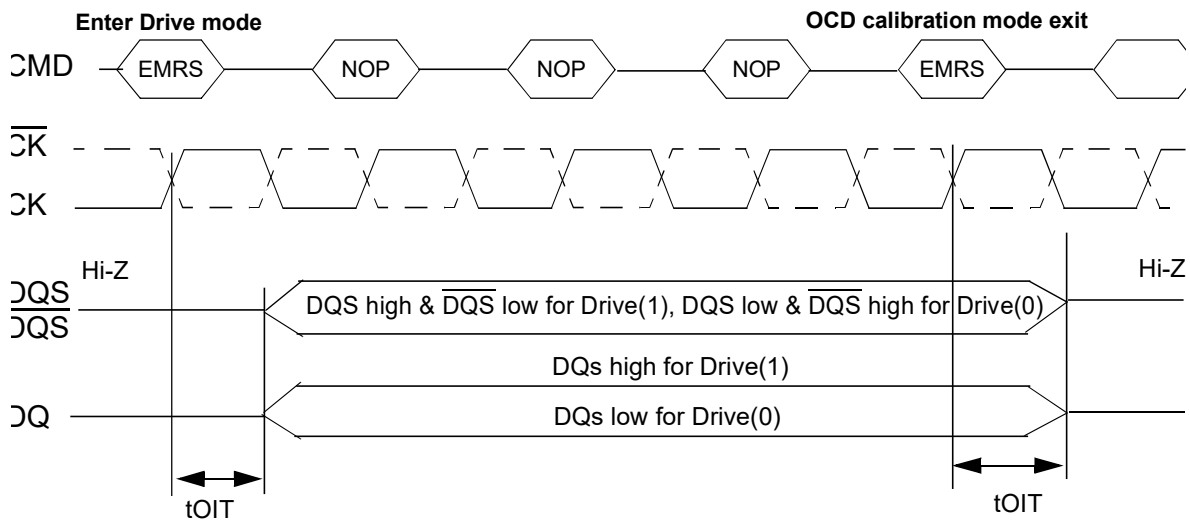 Enter Drive mode
OCD calibration mode exit
CMD
EMRS
NOP
NOP
NOP
EMRS
CK
CK
Hi-Z
Hi-Z
DQS
DQS
DQS high & DQS low for Drive(1), DQS low & DQS high for Drive(0)
DQs high for Drive(1)
DQ
DQs low for Drive(0)
tOIT
tOIT